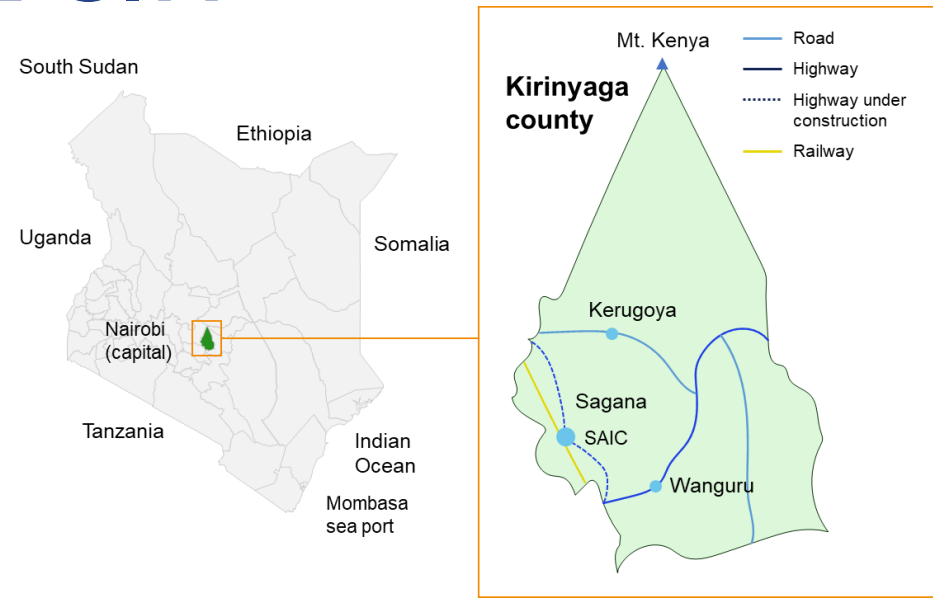 South Sudan
Ethiopia
Uganda
Somalia
Nairobi
(capital)
Tanzania
Indian
Ocean
Mombasa
sea port
Mt. Kenya
Kirinyaga
county
Road
Highway
Highway under
construction
Railway
Kerugoya
Sagana
SAIC
Wanguru